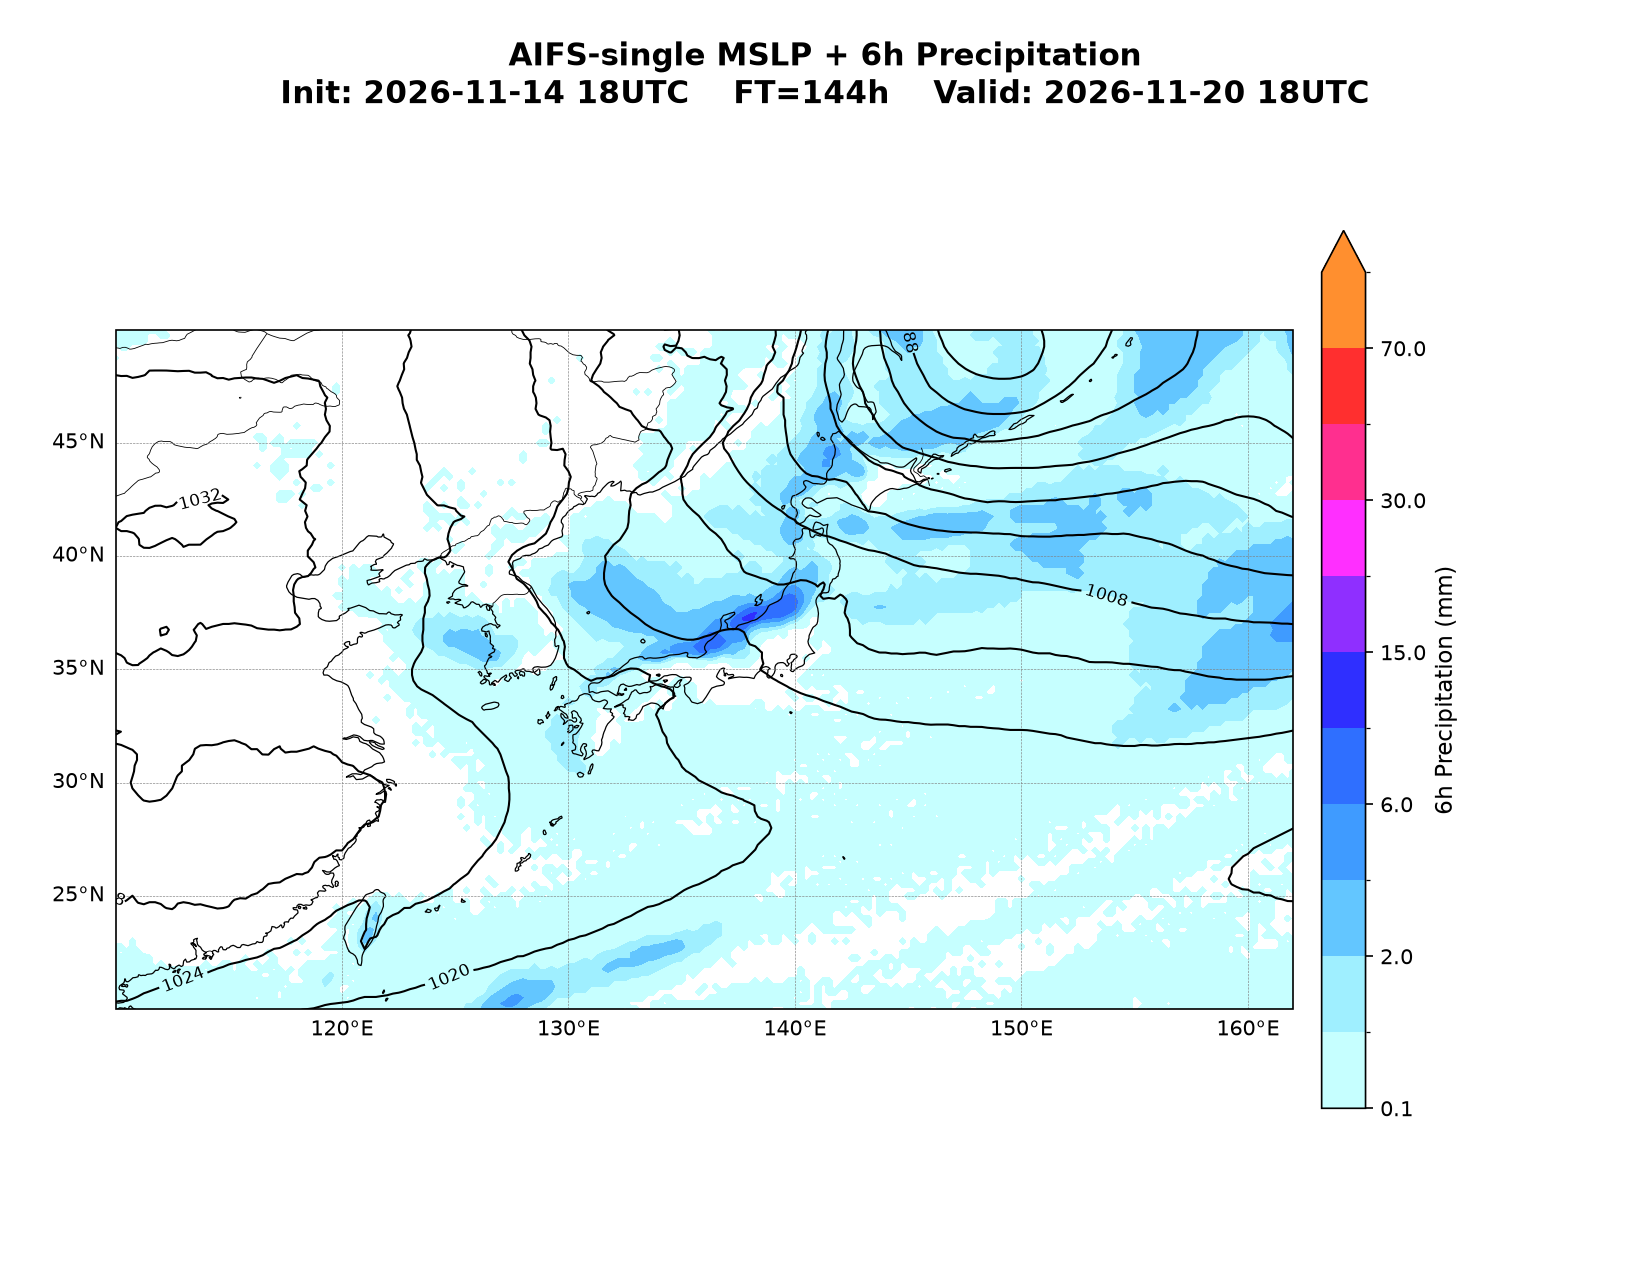 AIFS-single MSLP + 6h Precipitation
Init: 2026-11-14 18UTC    FT=144h    Valid: 2026-11-20 18UTC
45°N
40°N
35°N
30°N
25°N
120°E
130°E
140°E
150°E
160°E
1032
1024
1020
1008
70.0
30.0
15.0
6.0
2.0
0.1
6h Precipitation (mm)